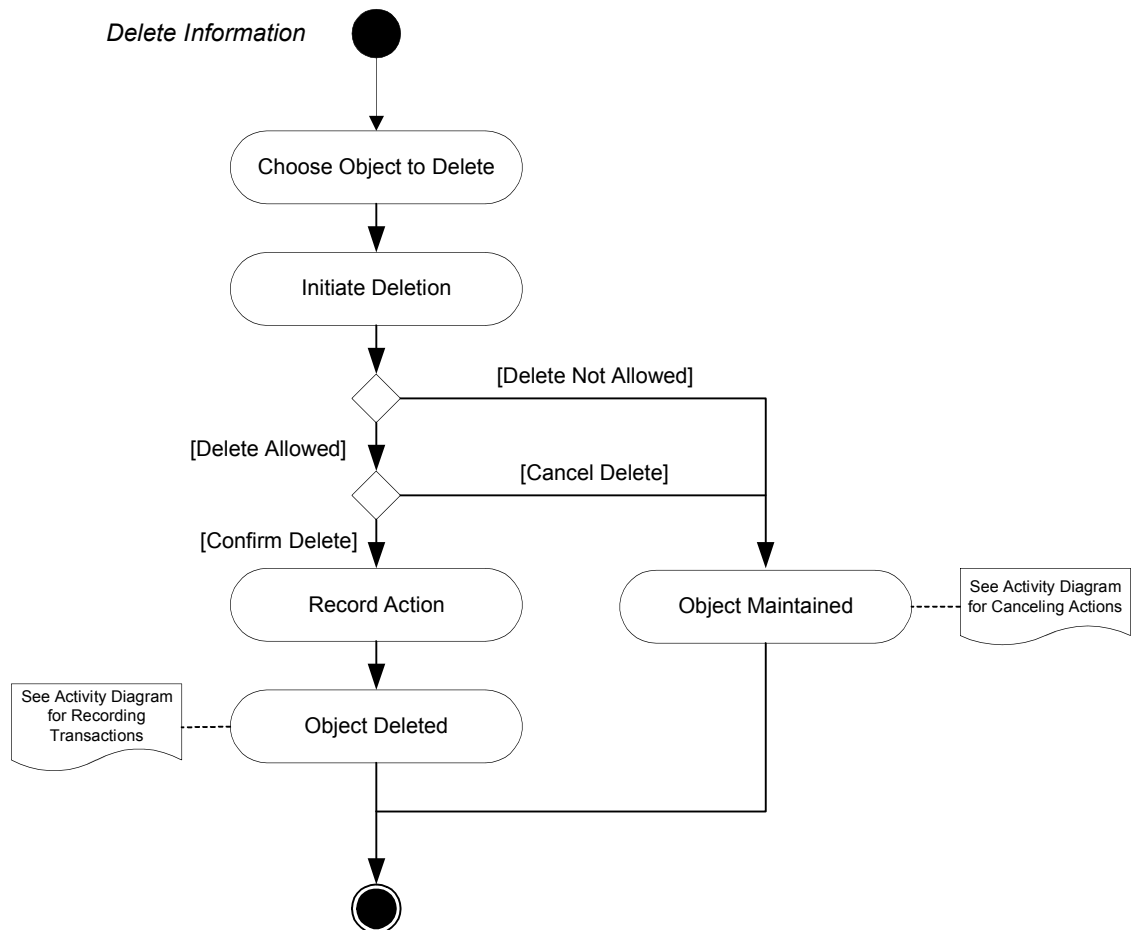 Delete Information
Choose Object to Delete
Initiate Deletion
[Delete Not Allowed]
[Delete Allowed]
[Cancel Delete]
[Confirm Delete]
Record Action
Object Maintained
See Activity Diagram
for Canceling Actions
See Activity Diagram
for Recording
Transactions
Object Deleted